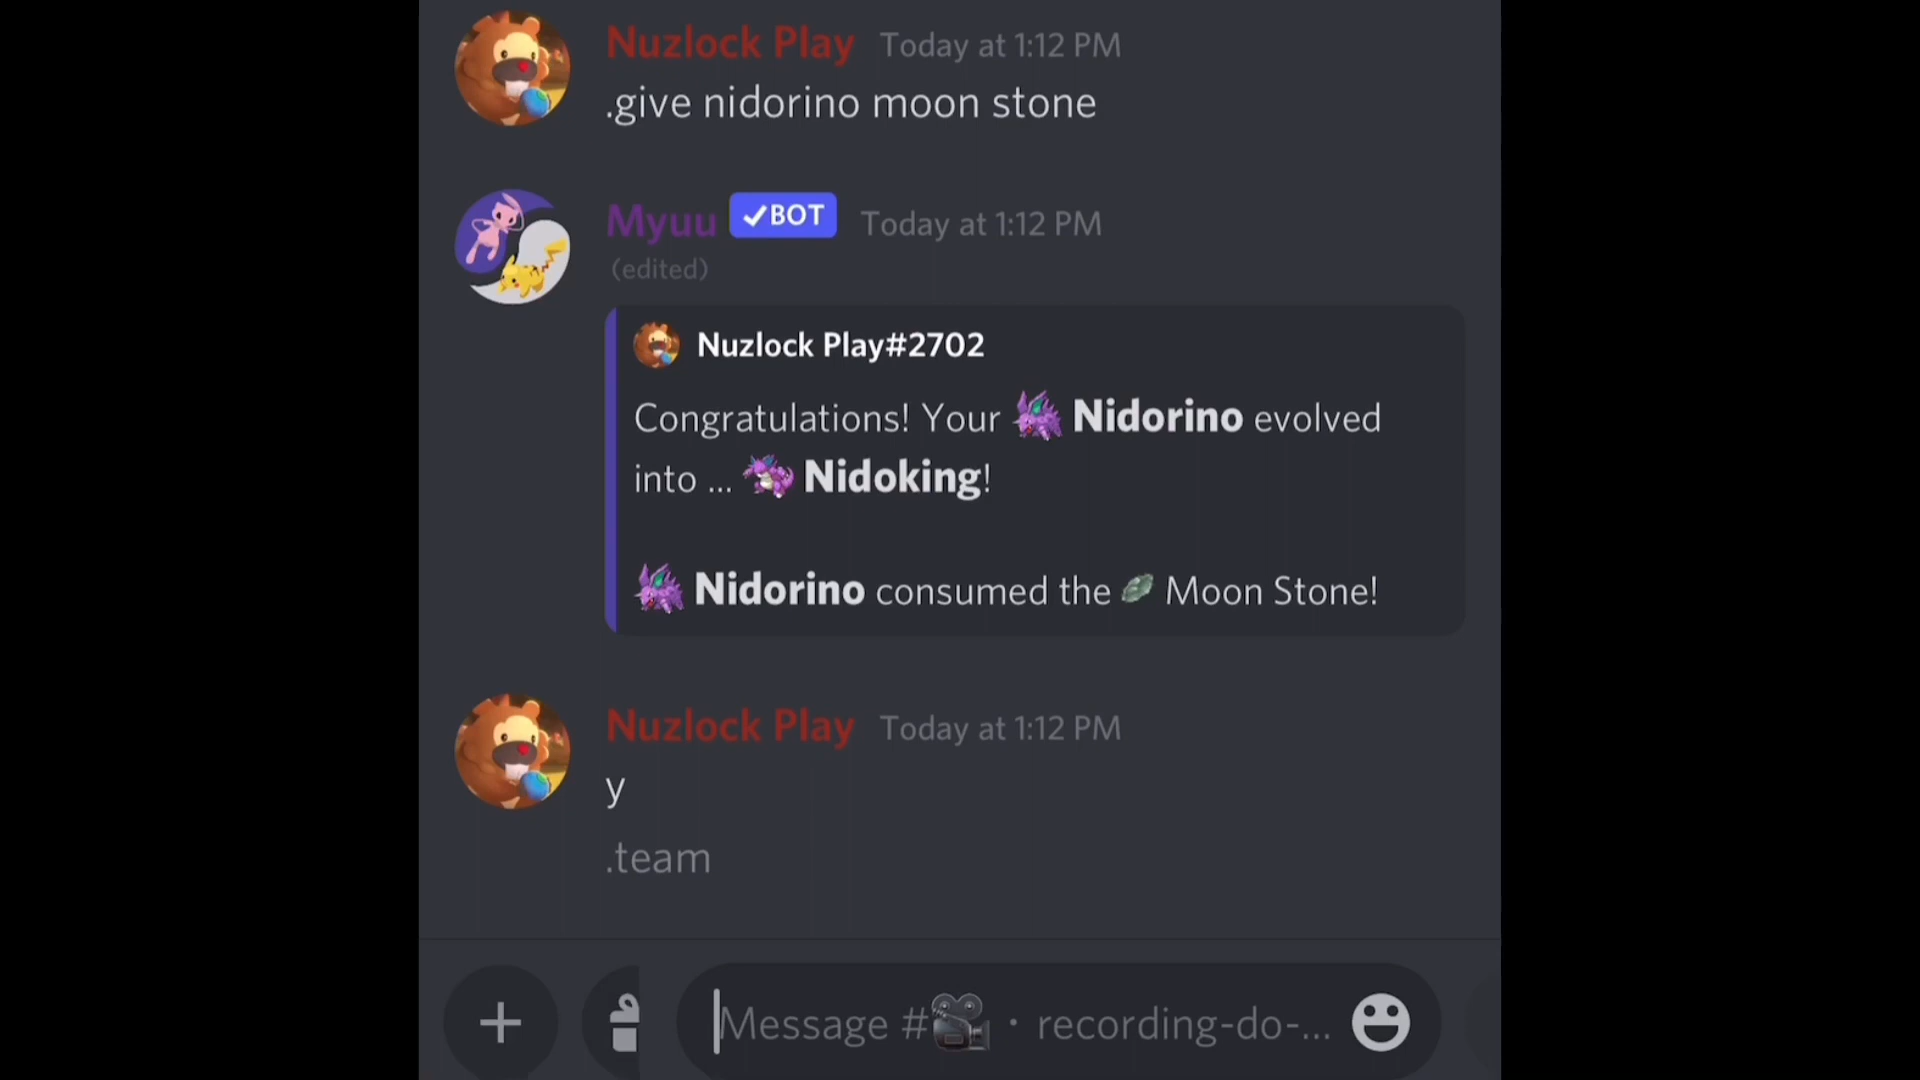 Nuzlock Play Today at 1:12 PM
.give nidorino moon stone
Myuu ✓BOT Today at 1:12 PM
(edited)
Nuzlock Play#2702
Congratulations! Your Nidorino evolved
into ... Nidoking!
Nidorino consumed the Moon Stone!
Nuzlock Play Today at 1:12 PM
y
.team
Message # · recording-do-...